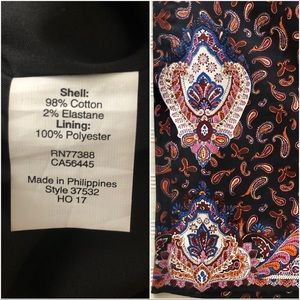 Shell:
98% Cotton
2% Elastane
Lining:
100% Polyester
RN77388
CA56445
Made in Philippines
Style 37532
HO 17